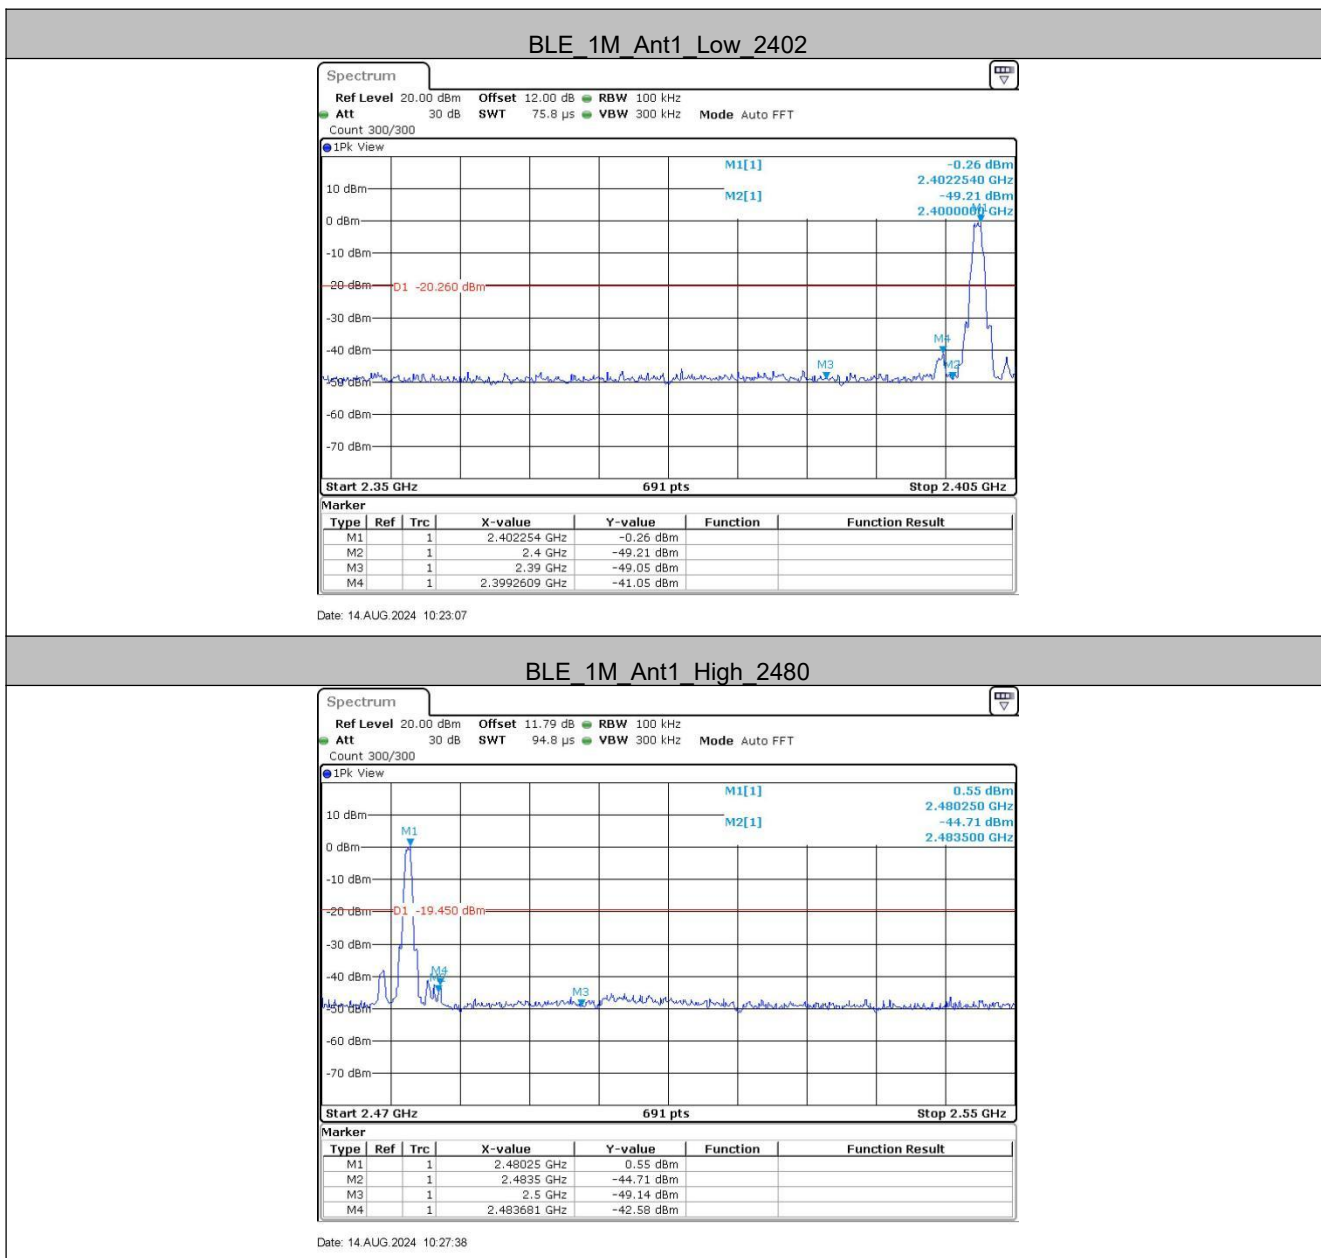 BLE_1M_Ant1_Low_2402
Spectrum
Ref Level 20.00 dBm Offset 12.00 dB RBW 100 kHz
Att 30 dB SWT 75.8 µs VBW 300 kHz Mode Auto FFT
Count 300/300
1Pk View
M1[1] -0.26 dBm
2.4022540 GHz
M2[1] -49.21 dBm
2.4000000 GHz
M1
10 dBm
0 dBm
-10 dBm
-20 dBm
D1 -20.260 dBm
-30 dBm
-40 dBm
M4
M3
M2
-50 dBm
-60 dBm
-70 dBm
Start 2.35 GHz 691 pts Stop 2.405 GHz
Marker
Type Ref Trc X-value Y-value Function Function Result
M1 1 2.402254 GHz -0.26 dBm
M2 1 2.4 GHz -49.21 dBm
M3 1 2.39 GHz -49.05 dBm
M4 1 2.3992609 GHz -41.05 dBm
Date: 14.AUG.2024 10:23:07
BLE_1M_Ant1_High_2480
Spectrum
Ref Level 20.00 dBm Offset 11.79 dB RBW 100 kHz
Att 30 dB SWT 94.8 µs VBW 300 kHz Mode Auto FFT
Count 300/300
1Pk View
M1[1] 0.55 dBm
2.480250 GHz
M2[1] -44.71 dBm
2.483500 GHz
10 dBm
M1
0 dBm
-10 dBm
-20 dBm
D1 -19.450 dBm
-30 dBm
-40 dBm
M4
M3
-50 dBm
-60 dBm
-70 dBm
Start 2.47 GHz 691 pts Stop 2.55 GHz
Marker
Type Ref Trc X-value Y-value Function Function Result
M1 1 2.48025 GHz 0.55 dBm
M2 1 2.4835 GHz -44.71 dBm
M3 1 2.5 GHz -49.14 dBm
M4 1 2.483681 GHz -42.58 dBm
Date: 14.AUG.2024 10:27:38